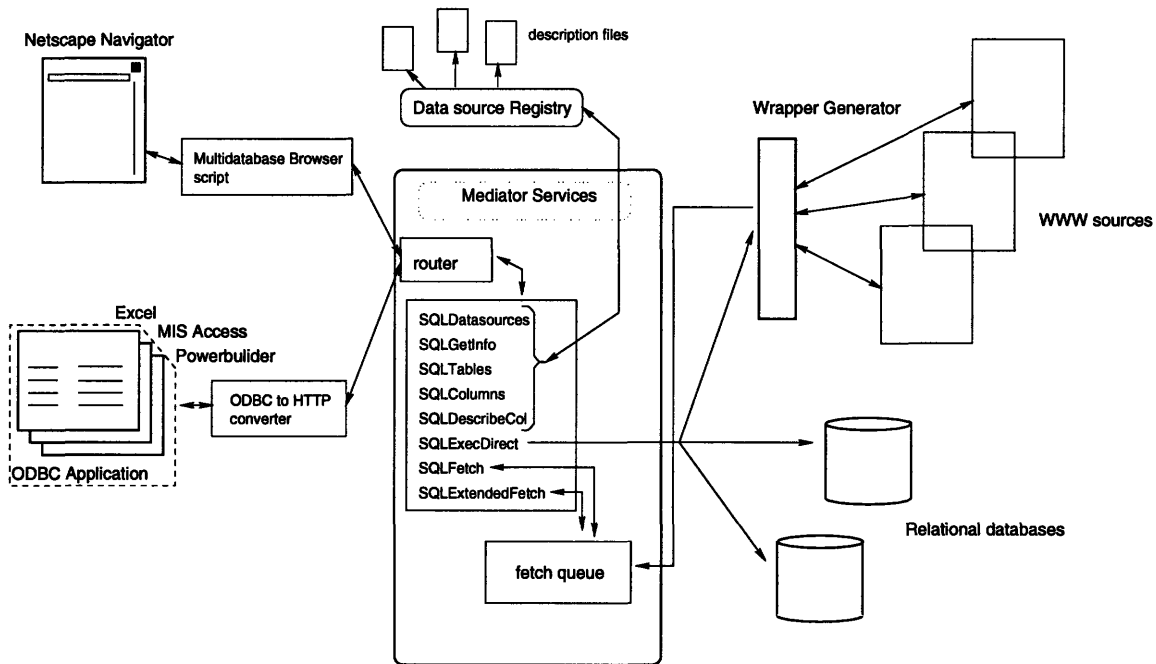 Netscape Navigator
description files
Data source Registry
Wrapper Generator
Multidatabase Browser
script
Mediator Services
WWW sources
router
Excel
MIS Access
Powerbuilder
SQLDatasources
SQLGetInfo
SQLTables
SQLColumns
SQLDescribeCol
SQLExecDirect
SQLFetch
SQLExtendedFetch
ODBC to HTTP
converter
ODBC Application
Relational databases
fetch queue